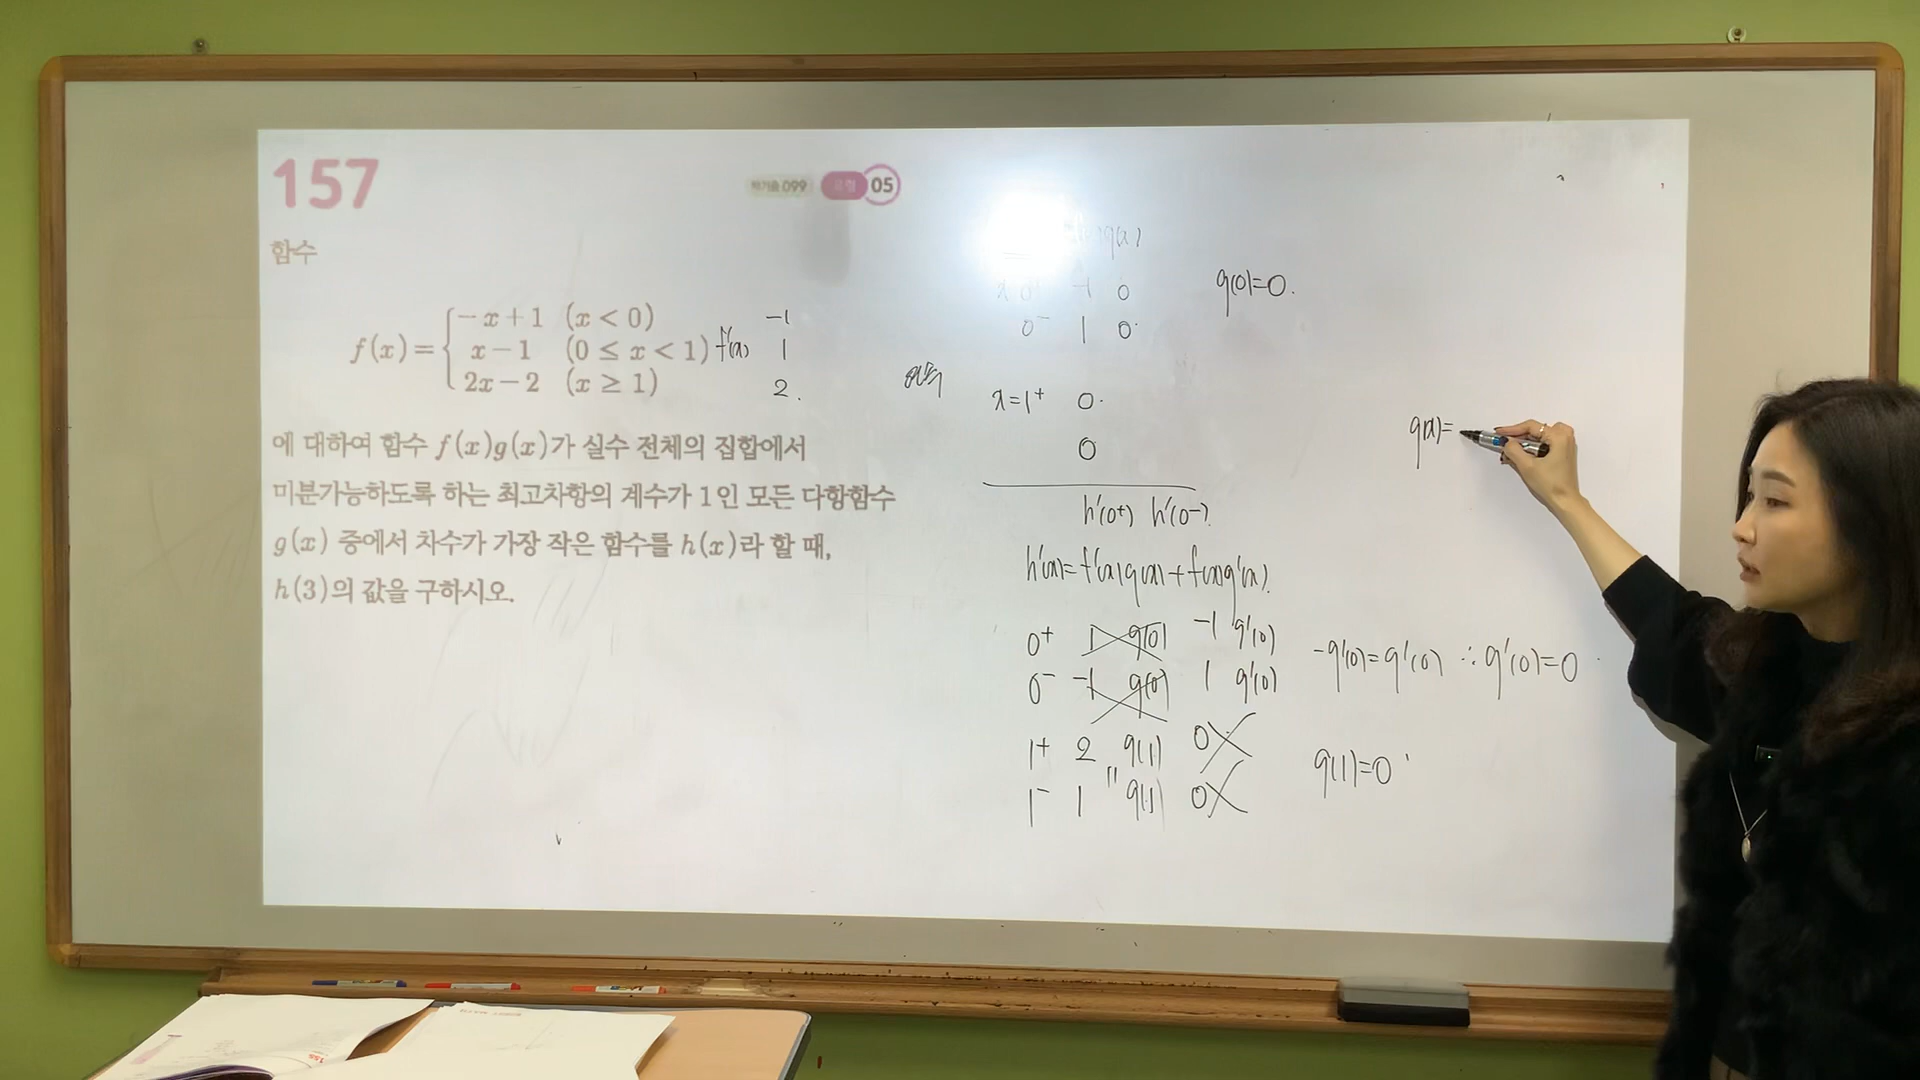 157
05
함수
f(x) = { -x+1 (x < 0) -1
x-1 (0 ≤ x < 1) f'(x) 1
2x-2 (x ≥ 1) 2.
에 대하여 함수 f(x)g(x)가 실수 전체의 집합에서
미분가능하도록 하는 최고차항의 계수가 1인 모든 다항함수
g(x) 중에서 차수가 가장 작은 함수를 h(x)라 할 때,
h(3)의 값을 구하시오.
g(x)
x 0+ -1 0
0- 1 0.
g(0)=0.
x=1+ 0.
0
h'(0+) h'(0-)
h'(x)=f'(x)g(x)+f(x)g'(x).
0+ 1 g(0) -1 g'(0)
0- -1 g(0) 1 g'(0)
-g'(0)=g'(0) ∴g'(0)=0
1+ 2 g(1) 0
"
1- 1 g(1) 0
g(1)=0
g(x)=